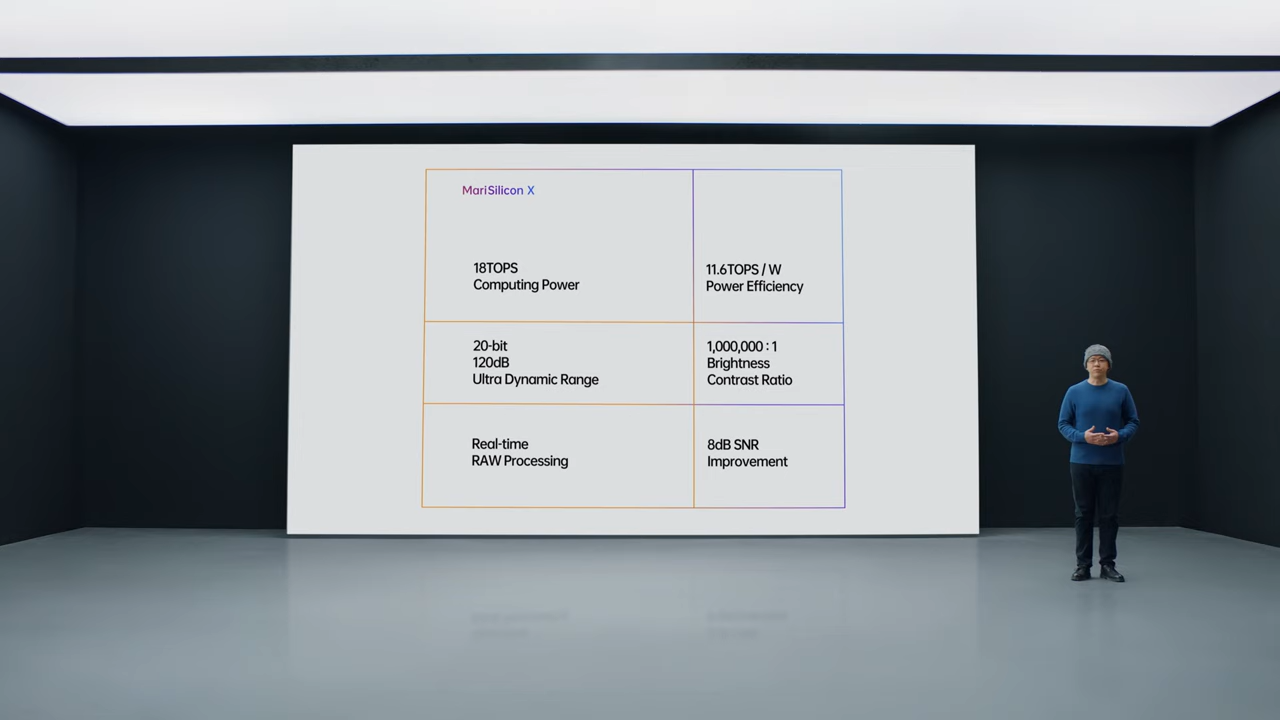 MariSilicon X
18TOPS
Computing Power
11.6TOPS / W
Power Efficiency
20-bit
120dB
Ultra Dynamic Range
1,000,000 : 1
Brightness
Contrast Ratio
Real-time
RAW Processing
8dB SNR
Improvement